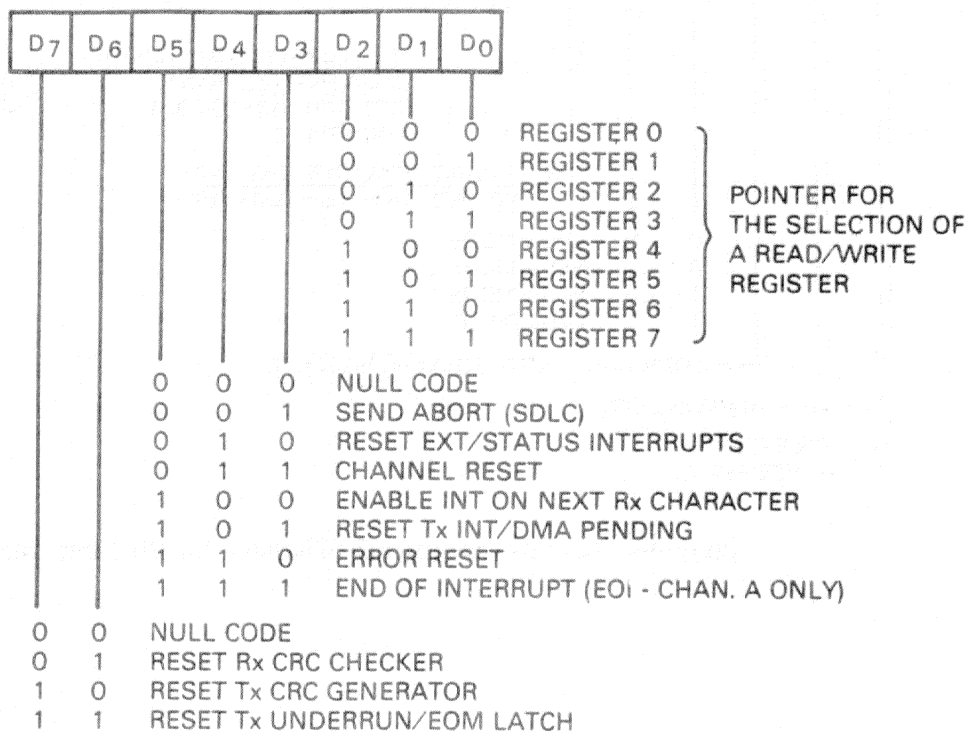 D7 D6 D5 D4 D3 D2 D1 D0
0 0 0 REGISTER 0
0 0 1 REGISTER 1
0 1 0 REGISTER 2
0 1 1 REGISTER 3
1 0 0 REGISTER 4
1 0 1 REGISTER 5
1 1 0 REGISTER 6
1 1 1 REGISTER 7
POINTER FOR
THE SELECTION OF
A READ/WRITE
REGISTER
0 0 0 NULL CODE
0 0 1 SEND ABORT (SDLC)
0 1 0 RESET EXT/STATUS INTERRUPTS
0 1 1 CHANNEL RESET
1 0 0 ENABLE INT ON NEXT Rx CHARACTER
1 0 1 RESET Tx INT/DMA PENDING
1 1 0 ERROR RESET
1 1 1 END OF INTERRUPT (EOI - CHAN. A ONLY)
0 0 NULL CODE
0 1 RESET Rx CRC CHECKER
1 0 RESET Tx CRC GENERATOR
1 1 RESET Tx UNDERRUN/EOM LATCH